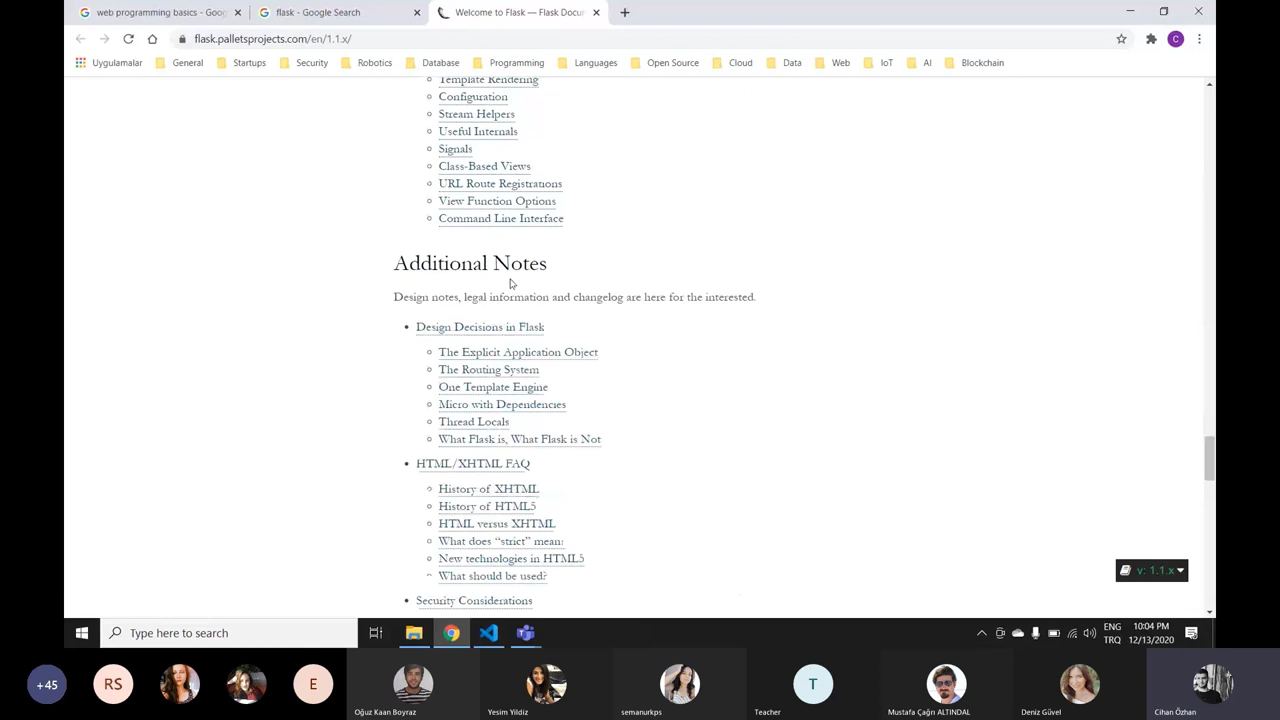 web programming basics - Goog
flask - Google Search
Welcome to Flask — Flask Docum
flask.palletsprojects.com/en/1.1.x/
C
Uygulamalar
General
Startups
Security
Robotics
Database
Programming
Languages
Open Source
Cloud
Data
Web
IoT
AI
Blockchain
Template Rendering
Configuration
Stream Helpers
Useful Internals
Signals
Class-Based Views
URL Route Registrations
View Function Options
Command Line Interface
Additional Notes
Design notes, legal information and changelog are here for the interested.
Design Decisions in Flask
The Explicit Application Object
The Routing System
One Template Engine
Micro with Dependencies
Thread Locals
What Flask is, What Flask is Not
HTML/XHTML FAQ
History of XHTML
History of HTML5
HTML versus XHTML
What does “strict” mean?
New technologies in HTML5
What should be used?
v: 1.1.x
Security Considerations
Type here to search
ENG
TRQ
10:04 PM
12/13/2020
+45
RS
E
T
Oğuz Kaan Boyraz
Yesim Yildiz
semanurkps
Teacher
Mustafa Çağrı ALTINDAL
Deniz Güvel
Cihan Özhan